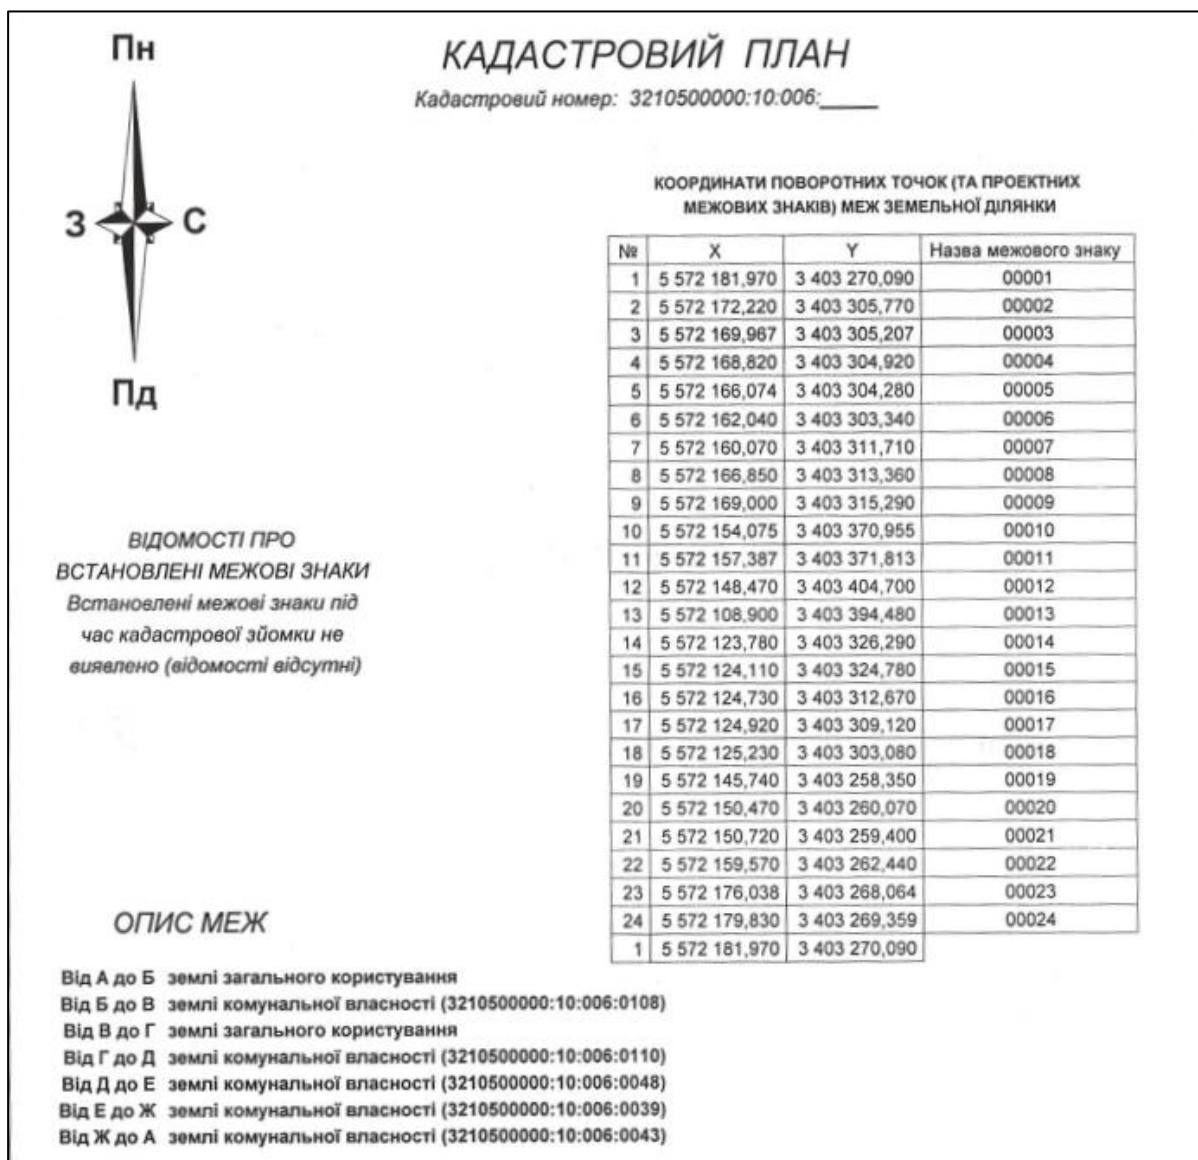 Пн
З С
Пд
КАДАСТРОВИЙ ПЛАН
Кадастровий номер: 3210500000:10:006:_____
КООРДИНАТИ ПОВОРОТНИХ ТОЧОК (ТА ПРОЕКТНИХ
МЕЖОВИХ ЗНАКІВ) МЕЖ ЗЕМЕЛЬНОЇ ДІЛЯНКИ
№ X Y Назва межового знаку
1 5 572 181,970 3 403 270,090 00001
2 5 572 172,220 3 403 305,770 00002
3 5 572 169,967 3 403 305,207 00003
4 5 572 168,820 3 403 304,920 00004
5 5 572 166,074 3 403 304,280 00005
6 5 572 162,040 3 403 303,340 00006
7 5 572 160,070 3 403 311,710 00007
8 5 572 166,850 3 403 313,360 00008
9 5 572 169,000 3 403 315,290 00009
10 5 572 154,075 3 403 370,955 00010
11 5 572 157,387 3 403 371,813 00011
12 5 572 148,470 3 403 404,700 00012
13 5 572 108,900 3 403 394,480 00013
14 5 572 123,780 3 403 326,290 00014
15 5 572 124,110 3 403 324,780 00015
16 5 572 124,730 3 403 312,670 00016
17 5 572 124,920 3 403 309,120 00017
18 5 572 125,230 3 403 303,080 00018
19 5 572 145,740 3 403 258,350 00019
20 5 572 150,470 3 403 260,070 00020
21 5 572 150,720 3 403 259,400 00021
22 5 572 159,570 3 403 262,440 00022
23 5 572 176,038 3 403 268,064 00023
24 5 572 179,830 3 403 269,359 00024
1 5 572 181,970 3 403 270,090
ВІДОМОСТІ ПРО
ВСТАНОВЛЕНІ МЕЖОВІ ЗНАКИ
Встановлені межові знаки під
час кадастрової зйомки не
виявлено (відомості відсутні)
ОПИС МЕЖ
Від А до Б землі загального користування
Від Б до В землі комунальної власності (3210500000:10:006:0108)
Від В до Г землі загального користування
Від Г до Д землі комунальної власності (3210500000:10:006:0110)
Від Д до Е землі комунальної власності (3210500000:10:006:0048)
Від Е до Ж землі комунальної власності (3210500000:10:006:0039)
Від Ж до А землі комунальної власності (3210500000:10:006:0043)